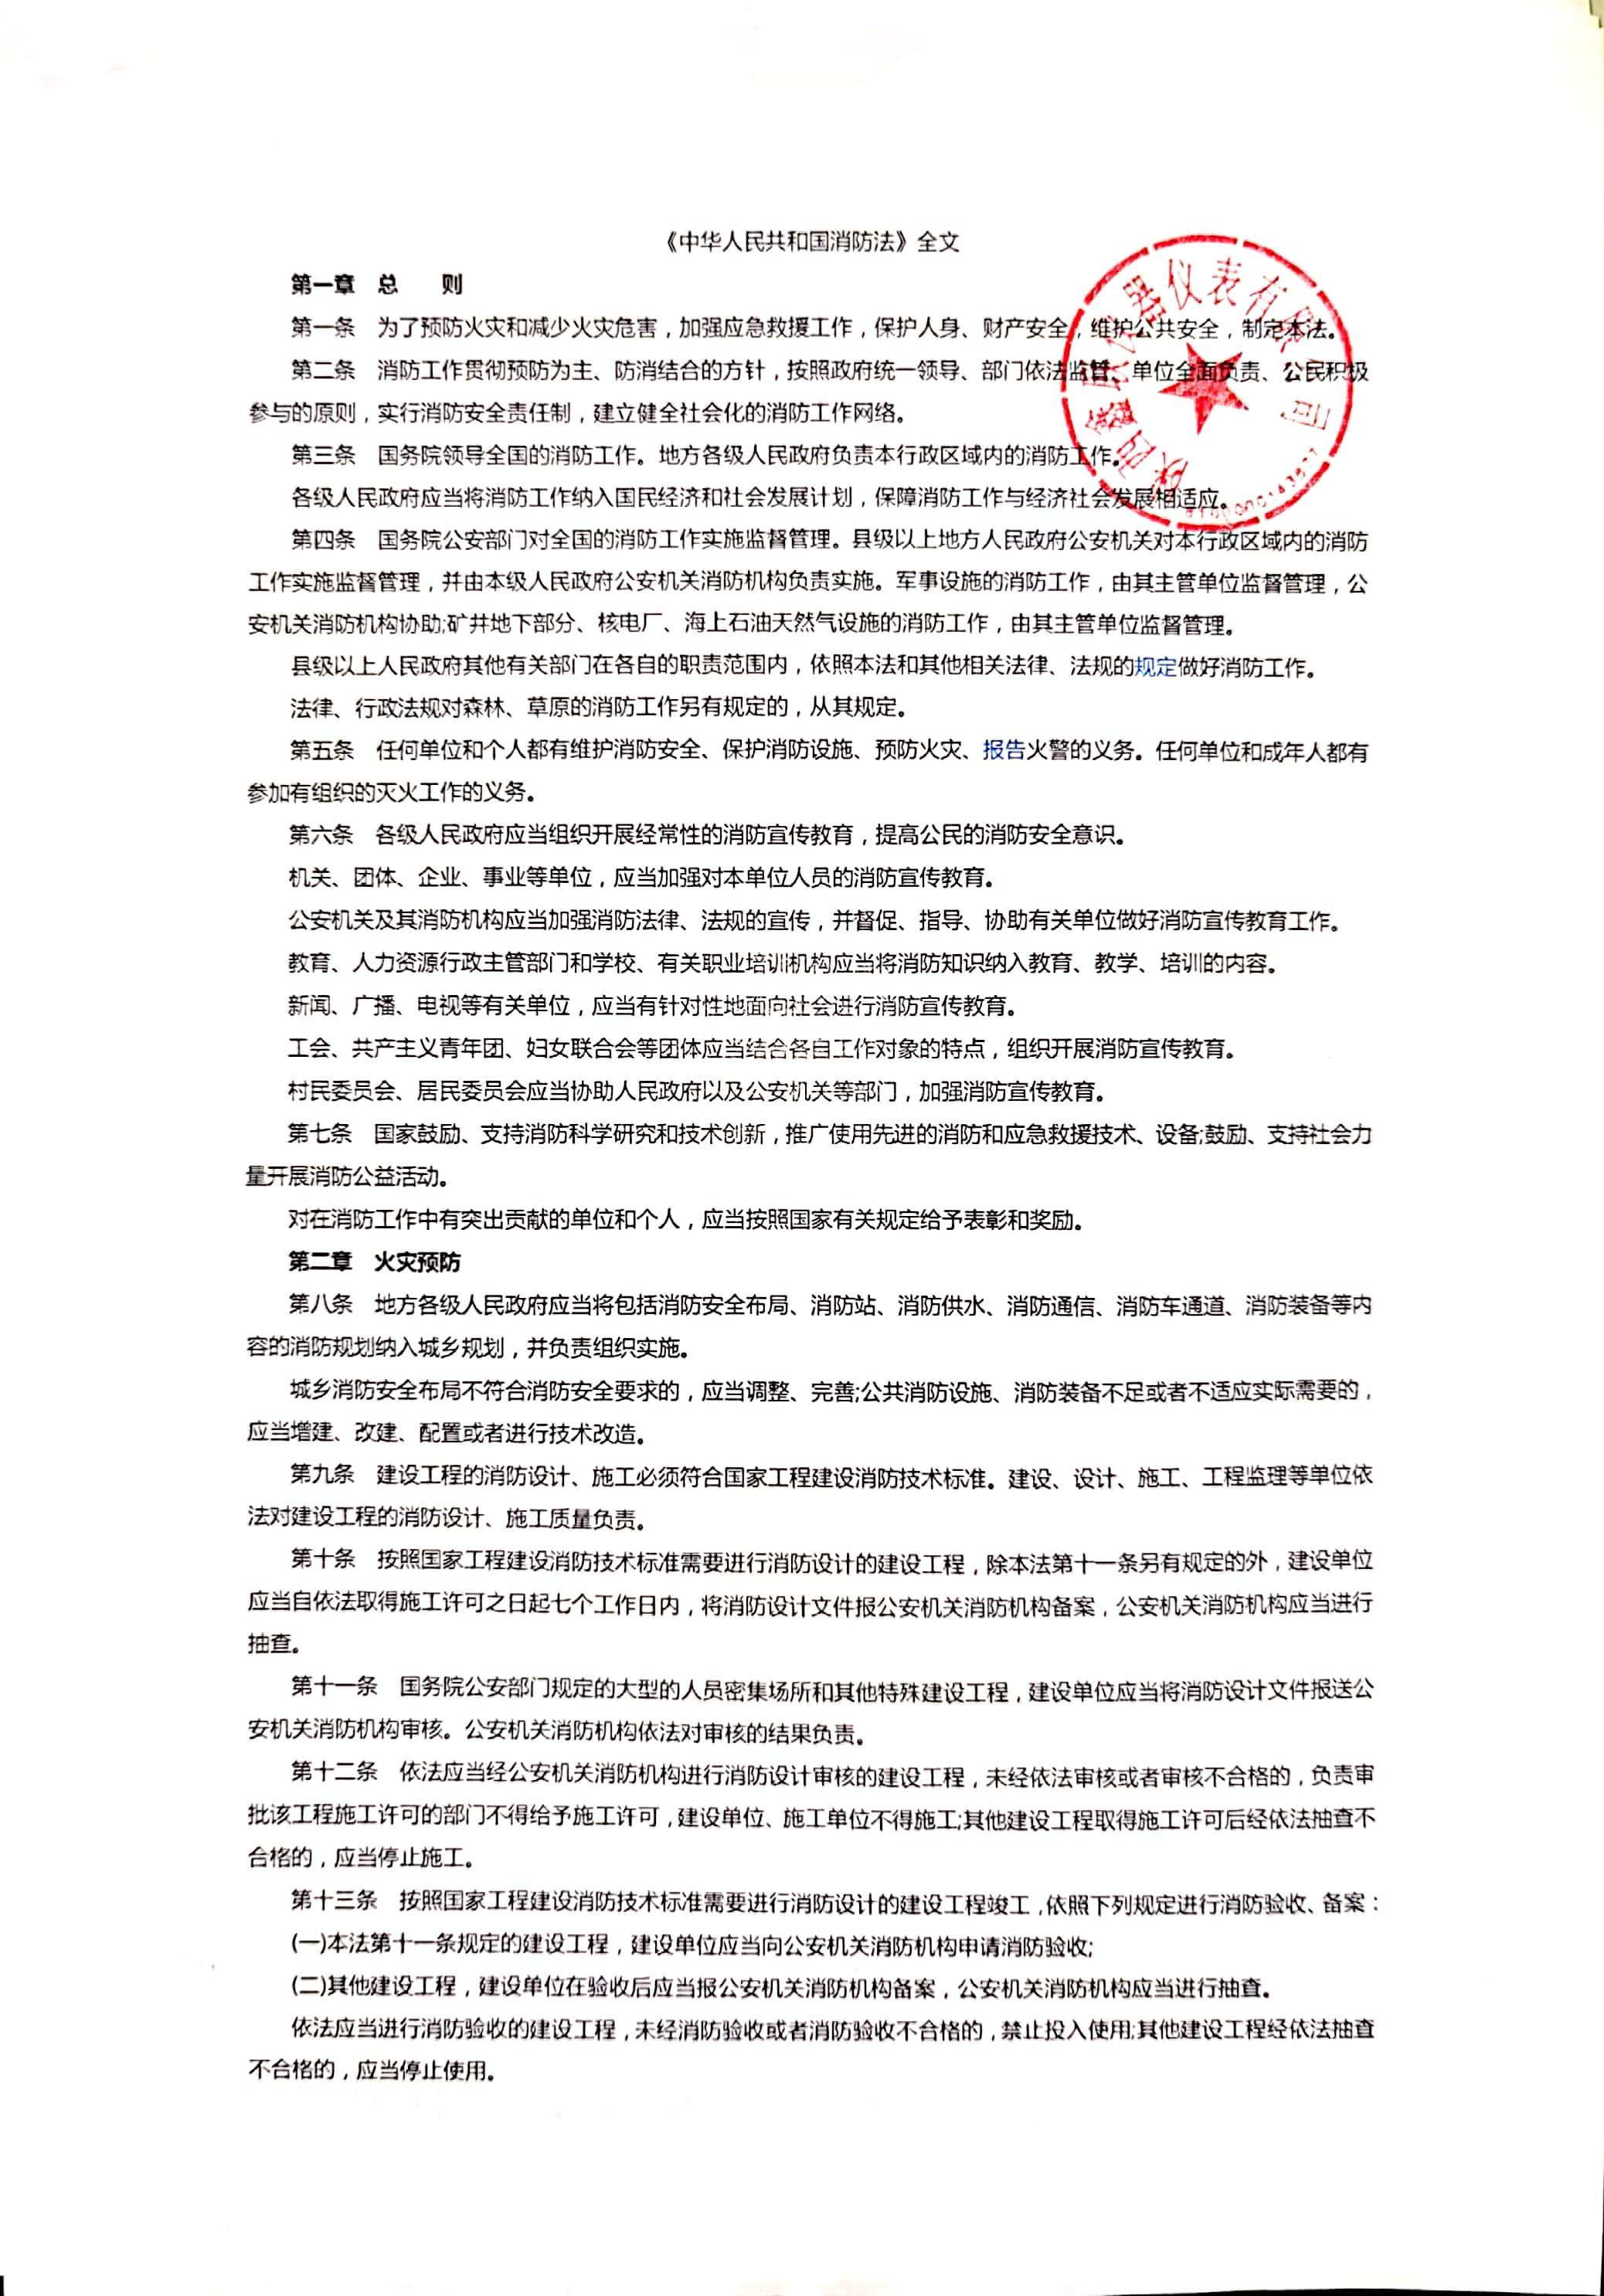 《中华人民共和国消防法》全文
第一章 总 则
第一条 为了预防火灾和减少火灾危害，加强应急救援工作，保护人身、财产安全，维护公共安全，制定本法。
第二条 消防工作贯彻预防为主、防消结合的方针，按照政府统一领导、部门依法监管、单位全面负责、公民积极
参与的原则，实行消防安全责任制，建立健全社会化的消防工作网络。
第三条 国务院领导全国的消防工作。地方各级人民政府负责本行政区域内的消防工作。
各级人民政府应当将消防工作纳入国民经济和社会发展计划，保障消防工作与经济社会发展相适应。
第四条 国务院公安部门对全国的消防工作实施监督管理。县级以上地方人民政府公安机关对本行政区域内的消防
工作实施监督管理，并由本级人民政府公安机关消防机构负责实施。军事设施的消防工作，由其主管单位监督管理，公
安机关消防机构协助;矿井地下部分、核电厂、海上石油天然气设施的消防工作，由其主管单位监督管理。
县级以上人民政府其他有关部门在各自的职责范围内，依照本法和其他相关法律、法规的规定做好消防工作。
法律、行政法规对森林、草原的消防工作另有规定的，从其规定。
第五条 任何单位和个人都有维护消防安全、保护消防设施、预防火灾、报告火警的义务。任何单位和成年人都有
参加有组织的灭火工作的义务。
第六条 各级人民政府应当组织开展经常性的消防宣传教育，提高公民的消防安全意识。
机关、团体、企业、事业等单位，应当加强对本单位人员的消防宣传教育。
公安机关及其消防机构应当加强消防法律、法规的宣传，并督促、指导、协助有关单位做好消防宣传教育工作。
教育、人力资源行政主管部门和学校、有关职业培训机构应当将消防知识纳入教育、教学、培训的内容。
新闻、广播、电视等有关单位，应当有针对性地面向社会进行消防宣传教育。
工会、共产主义青年团、妇女联合会等团体应当结合各自工作对象的特点，组织开展消防宣传教育。
村民委员会、居民委员会应当协助人民政府以及公安机关等部门，加强消防宣传教育。
第七条 国家鼓励、支持消防科学研究和技术创新，推广使用先进的消防和应急救援技术、设备;鼓励、支持社会力
量开展消防公益活动。
对在消防工作中有突出贡献的单位和个人，应当按照国家有关规定给予表彰和奖励。
第二章 火灾预防
第八条 地方各级人民政府应当将包括消防安全布局、消防站、消防供水、消防通信、消防车通道、消防装备等内
容的消防规划纳入城乡规划，并负责组织实施。
城乡消防安全布局不符合消防安全要求的，应当调整、完善;公共消防设施、消防装备不足或者不适应实际需要的，
应当增建、改建、配置或者进行技术改造。
第九条 建设工程的消防设计、施工必须符合国家工程建设消防技术标准。建设、设计、施工、工程监理等单位依
法对建设工程的消防设计、施工质量负责。
第十条 按照国家工程建设消防技术标准需要进行消防设计的建设工程，除本法第十一条另有规定的外，建设单位
应当自依法取得施工许可之日起七个工作日内，将消防设计文件报公安机关消防机构备案，公安机关消防机构应当进行
抽查。
第十一条 国务院公安部门规定的大型的人员密集场所和其他特殊建设工程，建设单位应当将消防设计文件报送公
安机关消防机构审核。公安机关消防机构依法对审核的结果负责。
第十二条 依法应当经公安机关消防机构进行消防设计审核的建设工程，未经依法审核或者审核不合格的，负责审
批该工程施工许可的部门不得给予施工许可，建设单位、施工单位不得施工;其他建设工程取得施工许可后经依法抽查不
合格的，应当停止施工。
第十三条 按照国家工程建设消防技术标准需要进行消防设计的建设工程竣工，依照下列规定进行消防验收、备案：
(一)本法第十一条规定的建设工程，建设单位应当向公安机关消防机构申请消防验收;
(二)其他建设工程，建设单位在验收后应当报公安机关消防机构备案，公安机关消防机构应当进行抽查。
依法应当进行消防验收的建设工程，未经消防验收或者消防验收不合格的，禁止投入使用;其他建设工程经依法抽查
不合格的，应当停止使用。